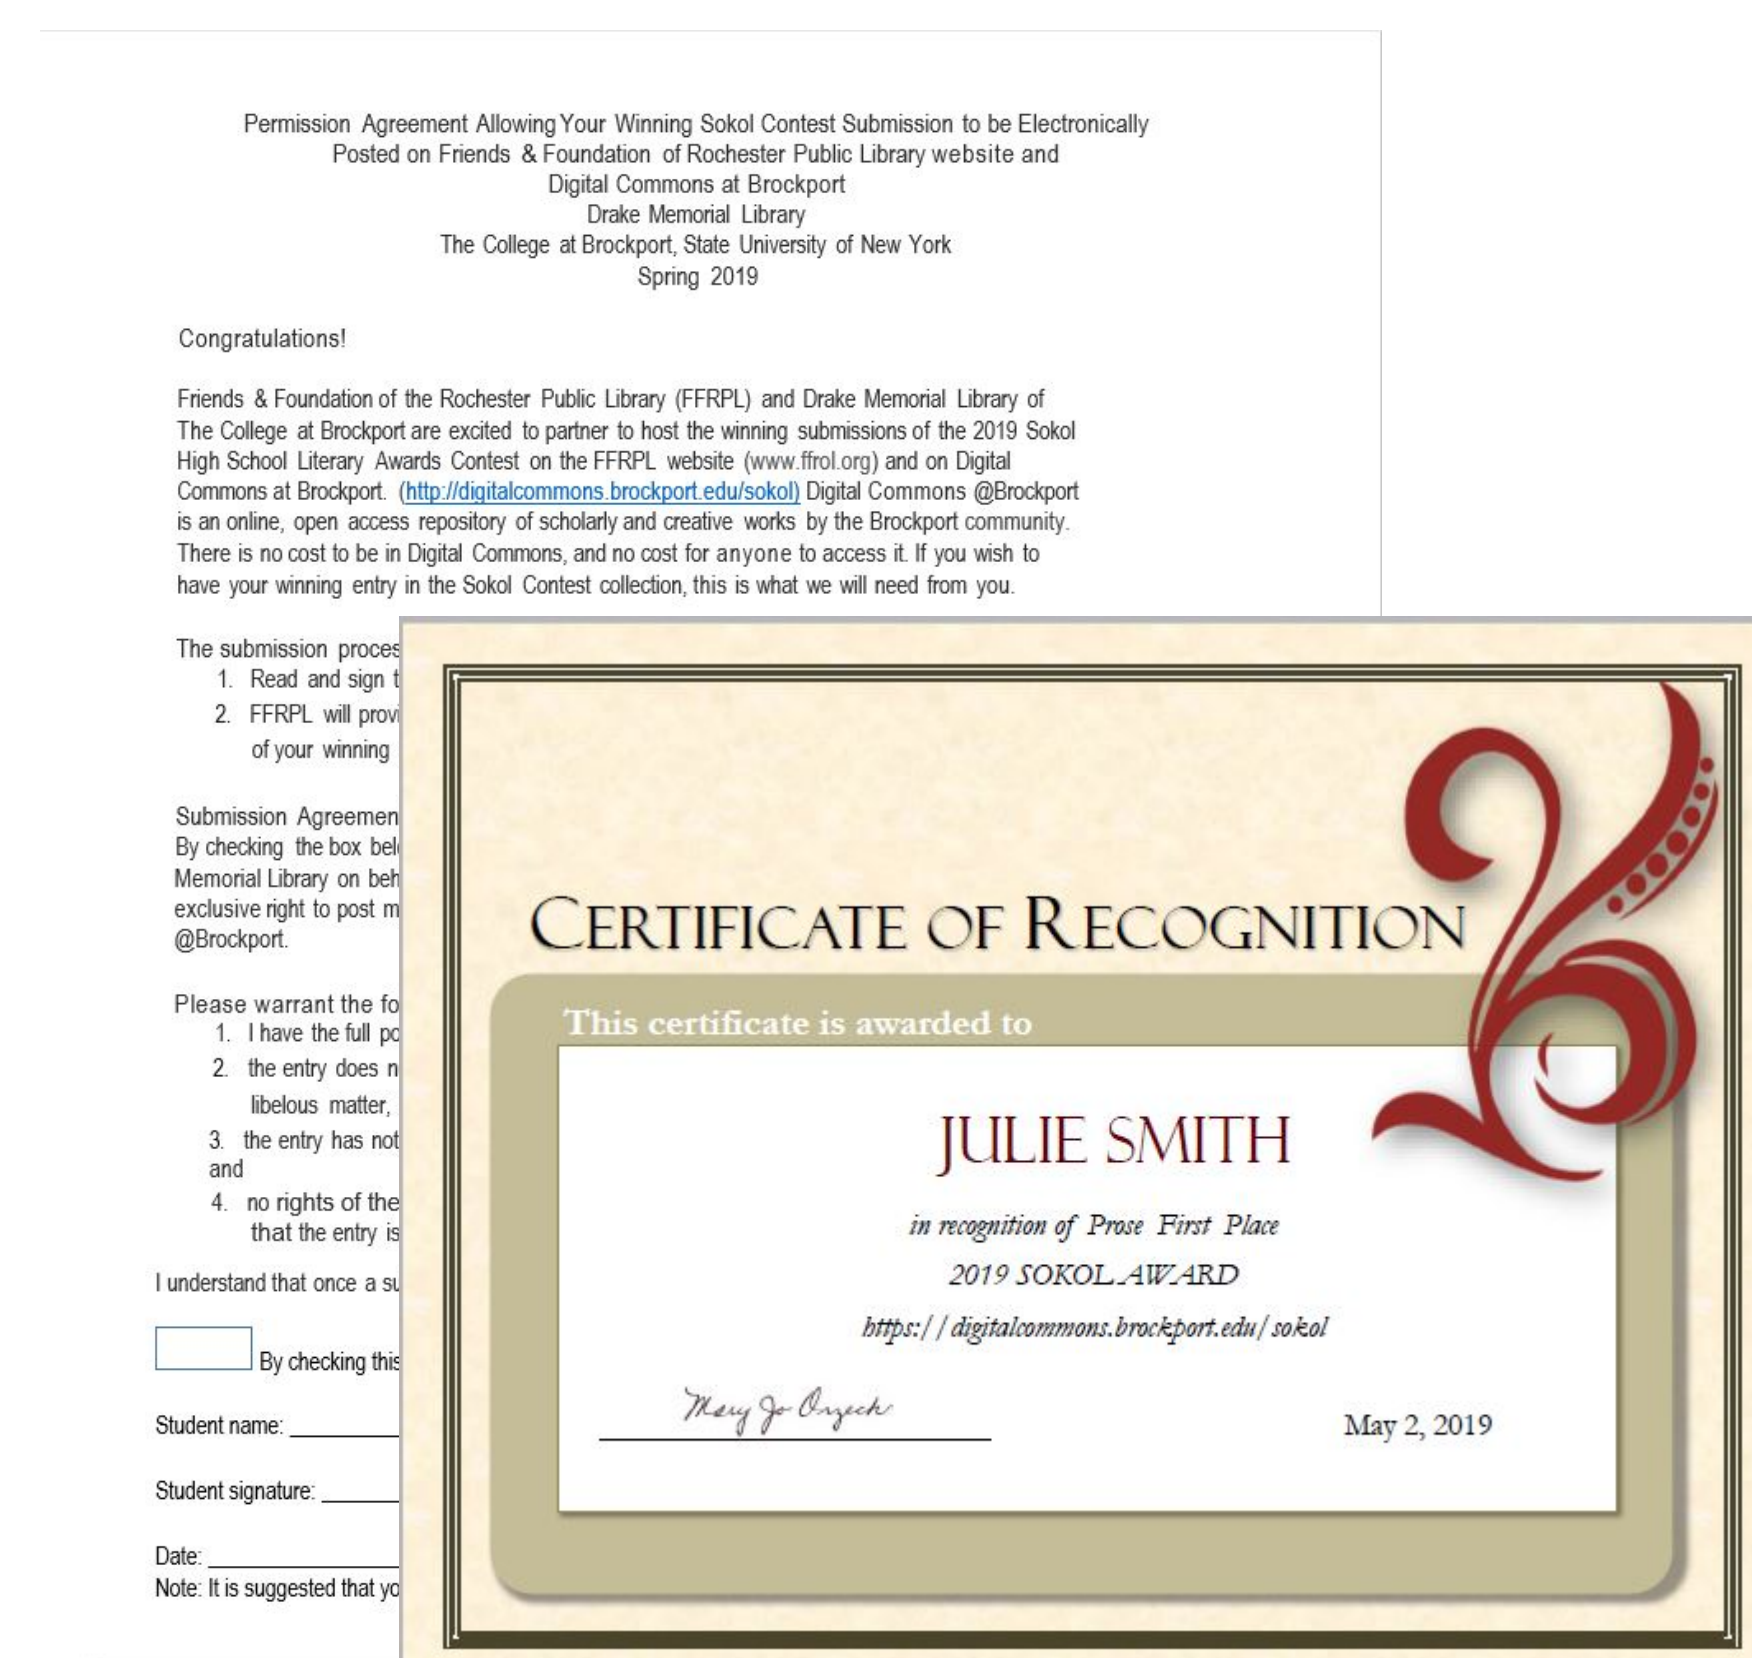 Permission Agreement Allowing Your Winning Sokol Contest Submission to be Electronically
Posted on Friends & Foundation of Rochester Public Library website and
Digital Commons at Brockport
Drake Memorial Library
The College at Brockport, State University of New York
Spring 2019
Congratulations!
Friends & Foundation of the Rochester Public Library (FFRPL) and Drake Memorial Library of
The College at Brockport are excited to partner to host the winning submissions of the 2019 Sokol
High School Literary Awards Contest on the FFRPL website (www.ffrol.org) and on Digital
Commons at Brockport. (http://digitalcommons.brockport.edu/sokol) Digital Commons @Brockport
is an online, open access repository of scholarly and creative works by the Brockport community.
There is no cost to be in Digital Commons, and no cost for anyone to access it. If you wish to
have your winning entry in the Sokol Contest collection, this is what we will need from you.
The submission proces
1. Read and sign t
2. FFRPL will provi
of your winning
Submission Agreemen
By checking the box bel
Memorial Library on beh
exclusive right to post m
@Brockport.
Please warrant the fo
1. I have the full po
2. the entry does n
libelous matter,
3. the entry has not
and
4. no rights of the
that the entry is
I understand that once a su
By checking this
Student name:
Student signature:
Date:
Note: It is suggested that yo
CERTIFICATE OF RECOGNITION
This certificate is awarded to
JULIE SMITH
in recognition of Prose First Place
2019 SOKOL AWARD
https://digitalcommons.brockport.edu/sokol
Mary Jo Orzech
May 2, 2019